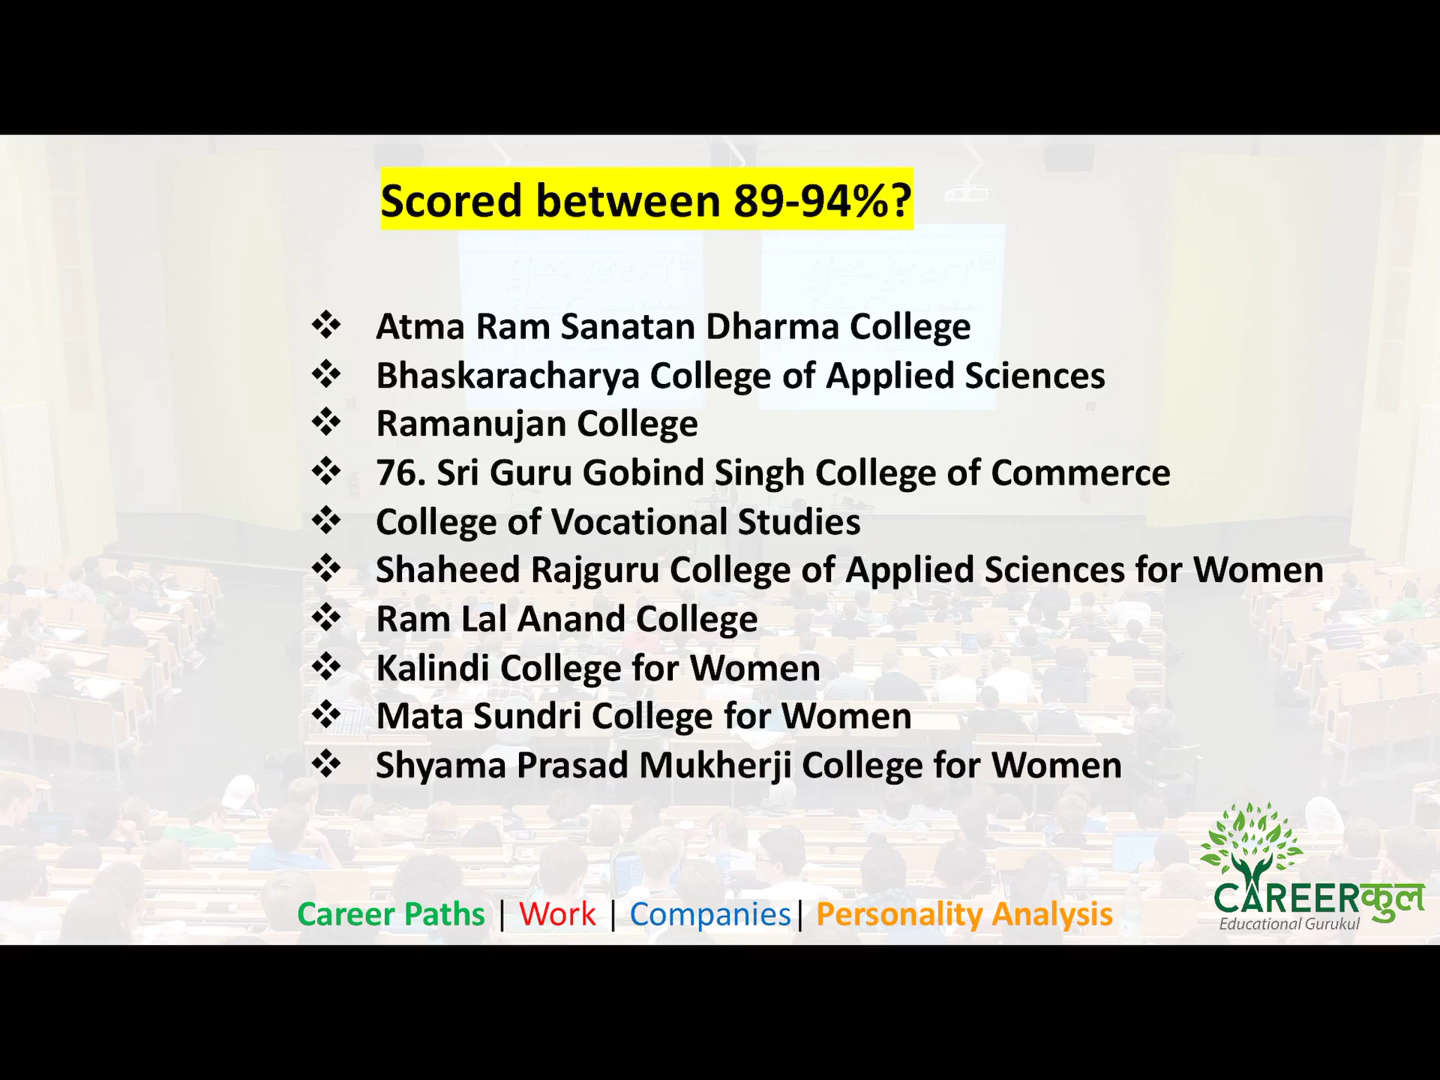 Scored between 89-94%?
❖ Atma Ram Sanatan Dharma College
❖ Bhaskaracharya College of Applied Sciences
❖ Ramanujan College
❖ 76. Sri Guru Gobind Singh College of Commerce
❖ College of Vocational Studies
❖ Shaheed Rajguru College of Applied Sciences for Women
❖ Ram Lal Anand College
❖ Kalindi College for Women
❖ Mata Sundri College for Women
❖ Shyama Prasad Mukherji College for Women
Career Paths | Work | Companies| Personality Analysis
CAREERकुल
Educational Gurukul